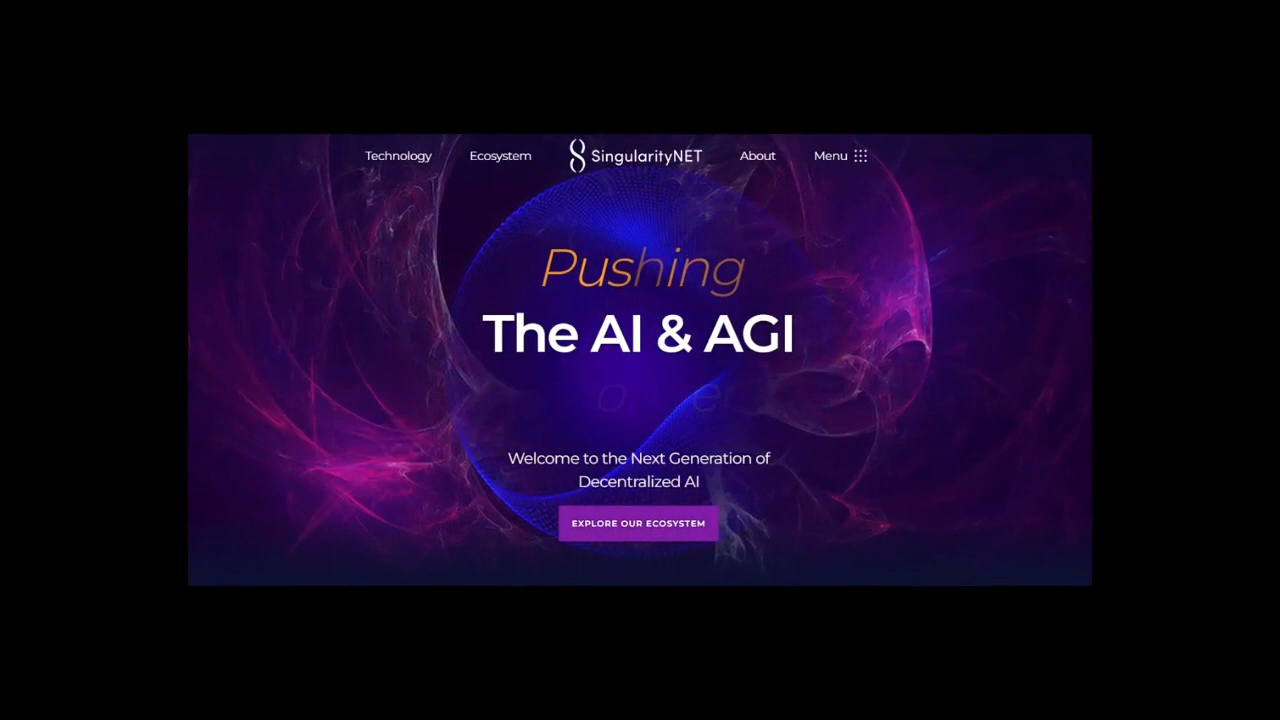 Technology Ecosystem SingularityNET About Menu
Pushing
The AI & AGI
Welcome to the Next Generation of
Decentralized AI
EXPLORE OUR ECOSYSTEM